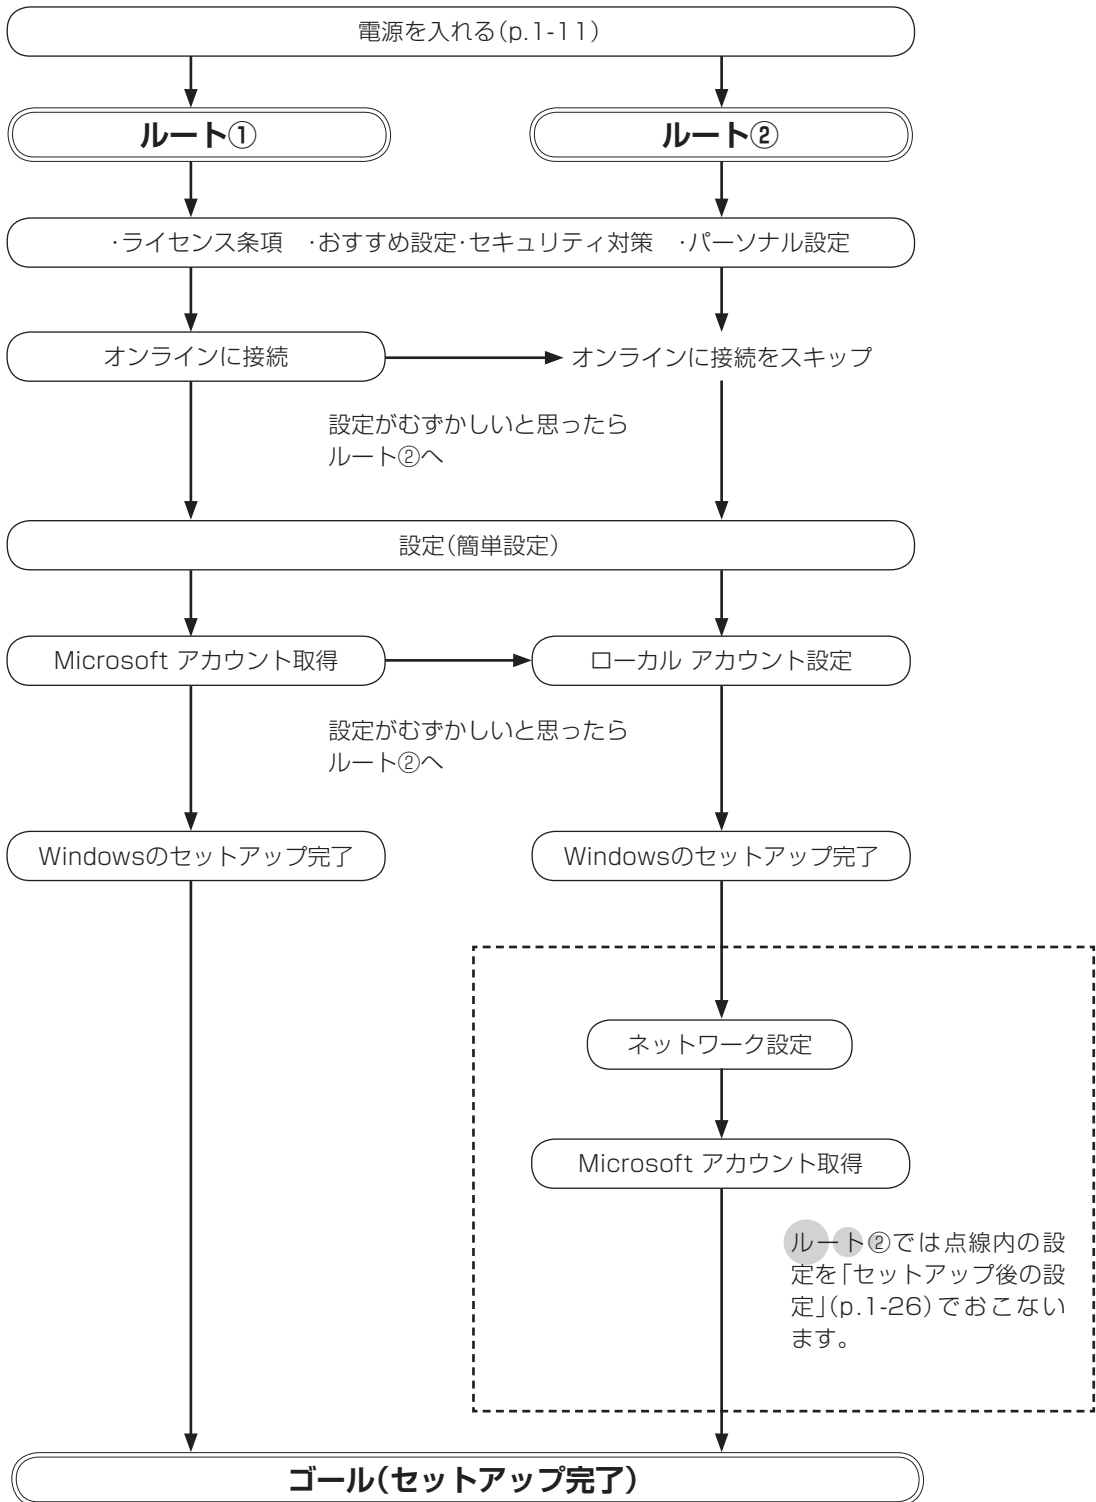 電源を入れる(p.1-11)
ルート①
ルート②
・ライセンス条項　・おすすめ設定・セキュリティ対策　・パーソナル設定
オンラインに接続
オンラインに接続をスキップ
設定がむずかしいと思ったら
ルート②へ
設定(簡単設定)
Microsoft アカウント取得
ローカル アカウント設定
設定がむずかしいと思ったら
ルート②へ
Windowsのセットアップ完了
Windowsのセットアップ完了
ネットワーク設定
Microsoft アカウント取得
ルート②では点線内の設
定を「セットアップ後の設
定」(p.1-26)でおこない
ます。
ゴール(セットアップ完了)